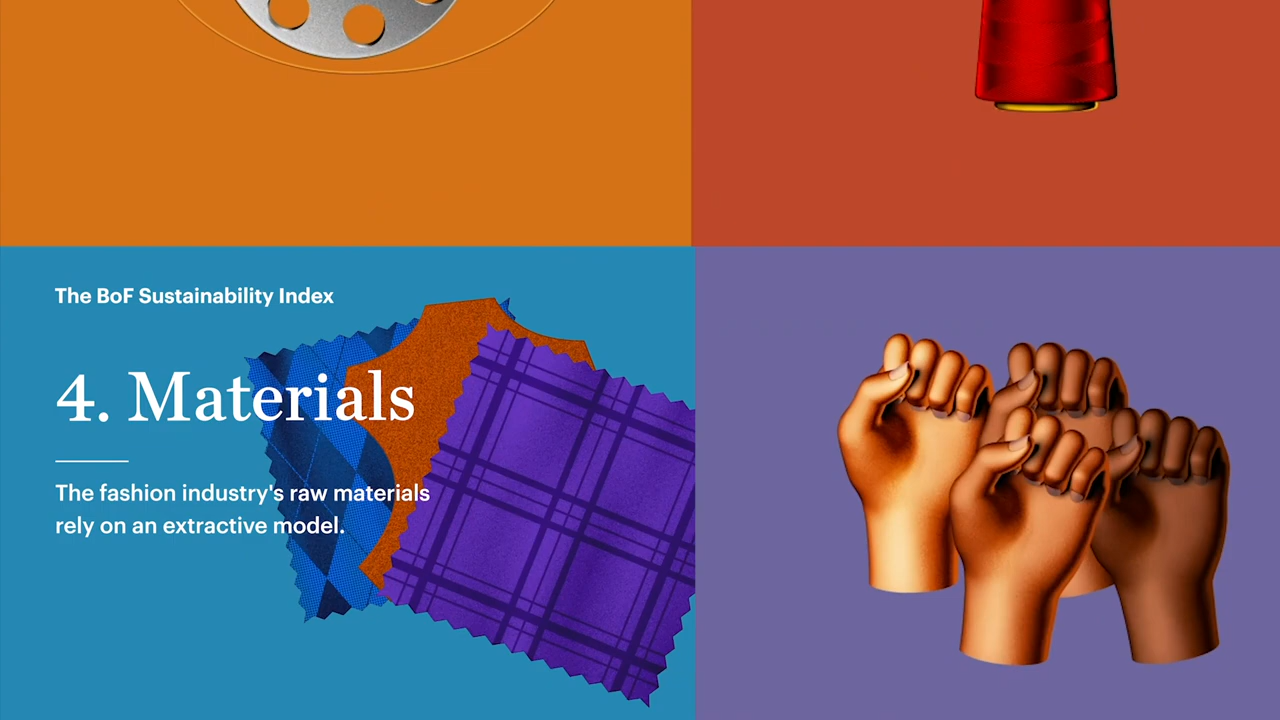 The BoF Sustainability Index
4. Materials
The fashion industry's raw materials
rely on an extractive model.